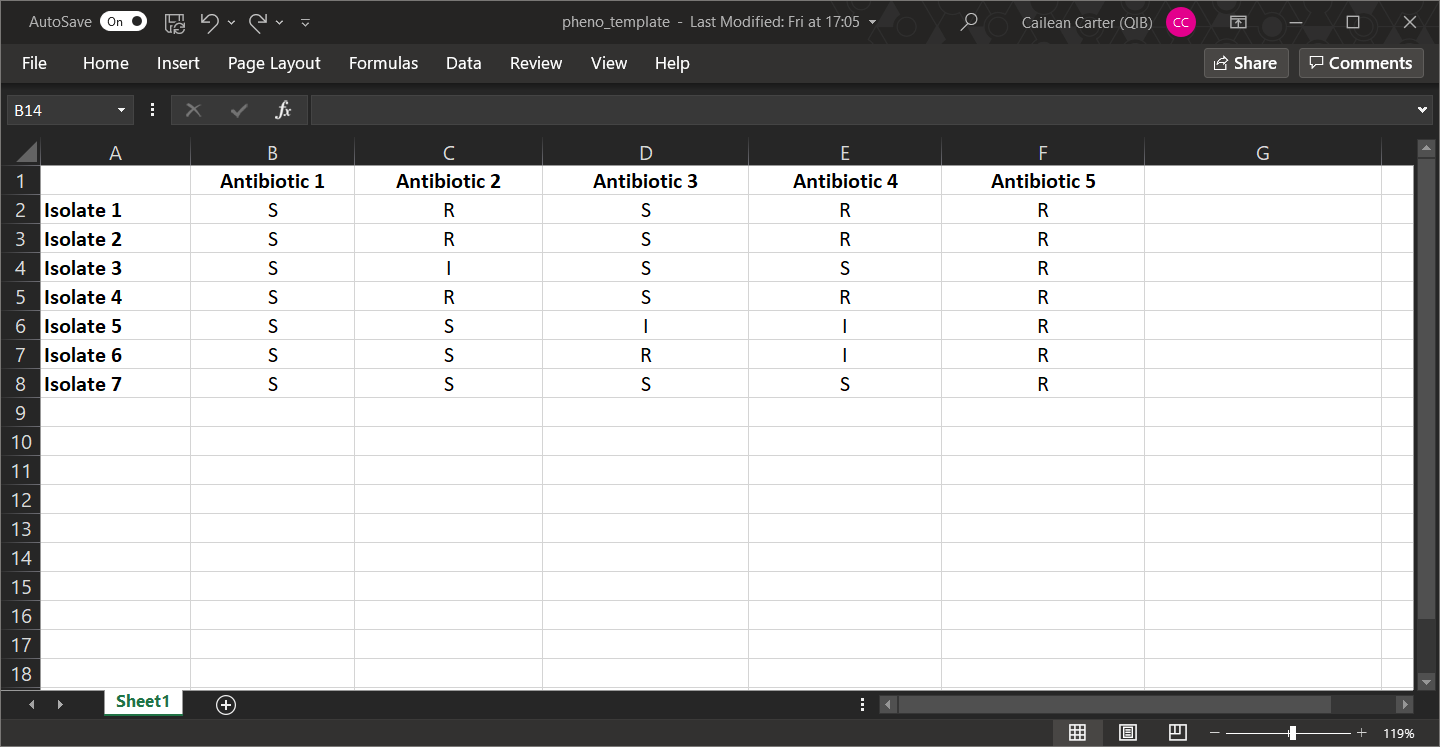 AutoSave On pheno_template - Last Modified: Fri at 17:05 Cailean Carter (QIB) CC
File Home Insert Page Layout Formulas Data Review View Help Share Comments
B14 fx
A B C D E F G
1 Antibiotic 1 Antibiotic 2 Antibiotic 3 Antibiotic 4 Antibiotic 5
2 Isolate 1 S R S R R
3 Isolate 2 S R S R R
4 Isolate 3 S I S S R
5 Isolate 4 S R S R R
6 Isolate 5 S S I I R
7 Isolate 6 S S R I R
8 Isolate 7 S S S S R
9
10
11
12
13
14
15
16
17
18
Sheet1
119%